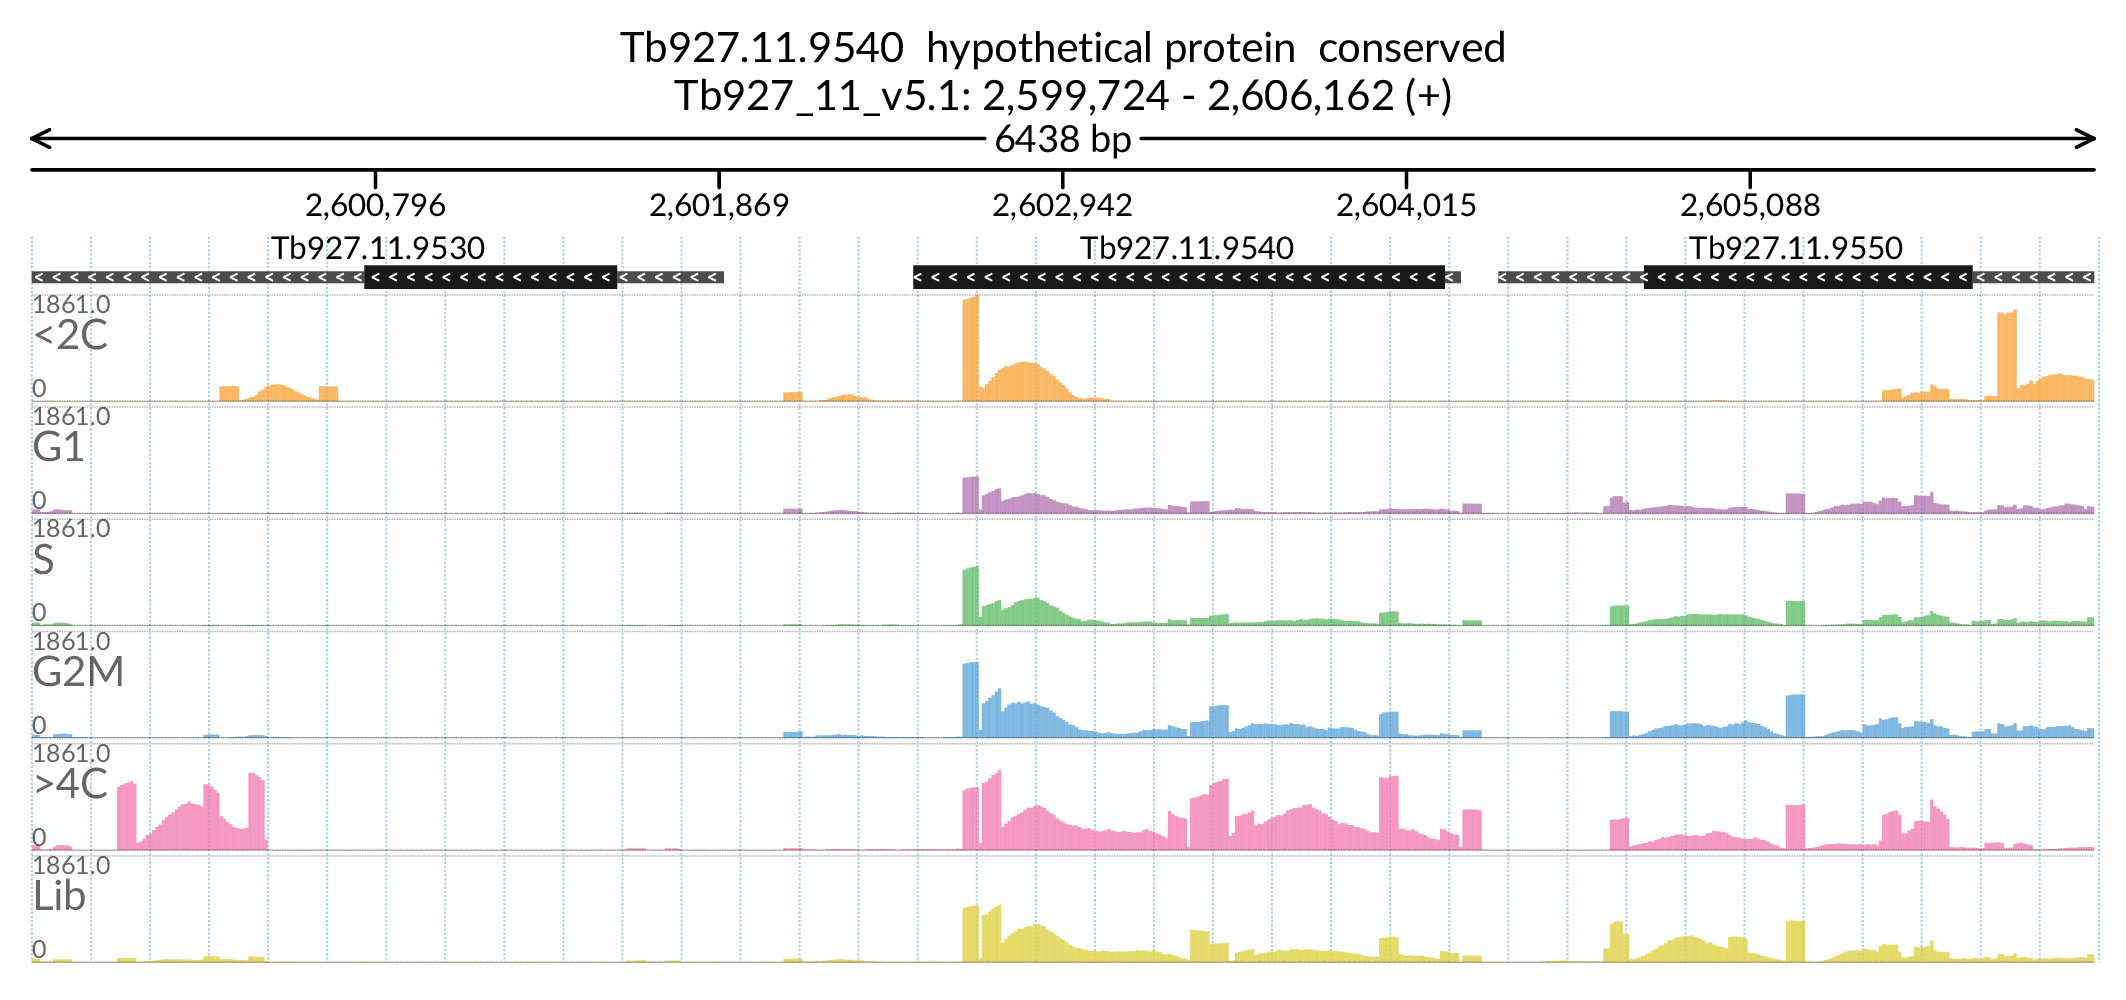 Tb927.11.9540 hypothetical protein conserved
Tb927_11_v5.1: 2,599,724 - 2,606,162 (+)
6438 bp
2,600,796 2,601,869 2,602,942 2,604,015 2,605,088
Tb927.11.9530 Tb927.11.9540 Tb927.11.9550
1861.0
<2C
0
1861.0
G1
0
1861.0
S
0
1861.0
G2M
0
1861.0
>4C
0
1861.0
Lib
0